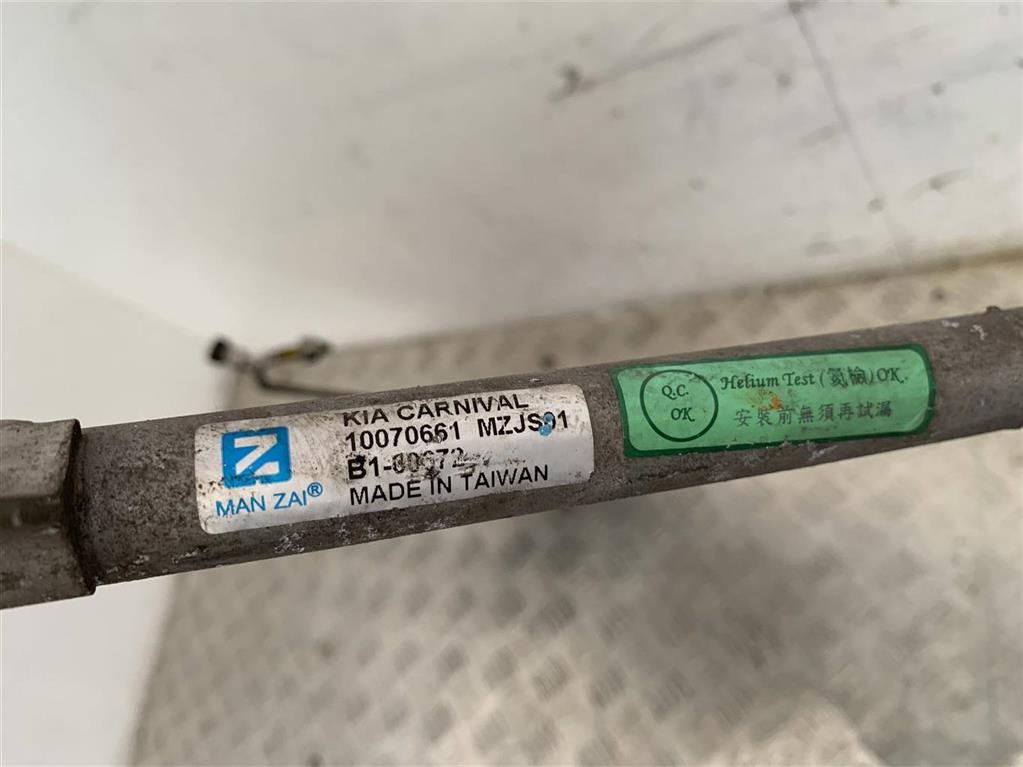 KIA CARNIVAL
10070661 MZJS01
MAN ZAI®
MADE IN TAIWAN
Q.C.
OK
Helium Test (氦檢) OK.
安裝前無須再試漏